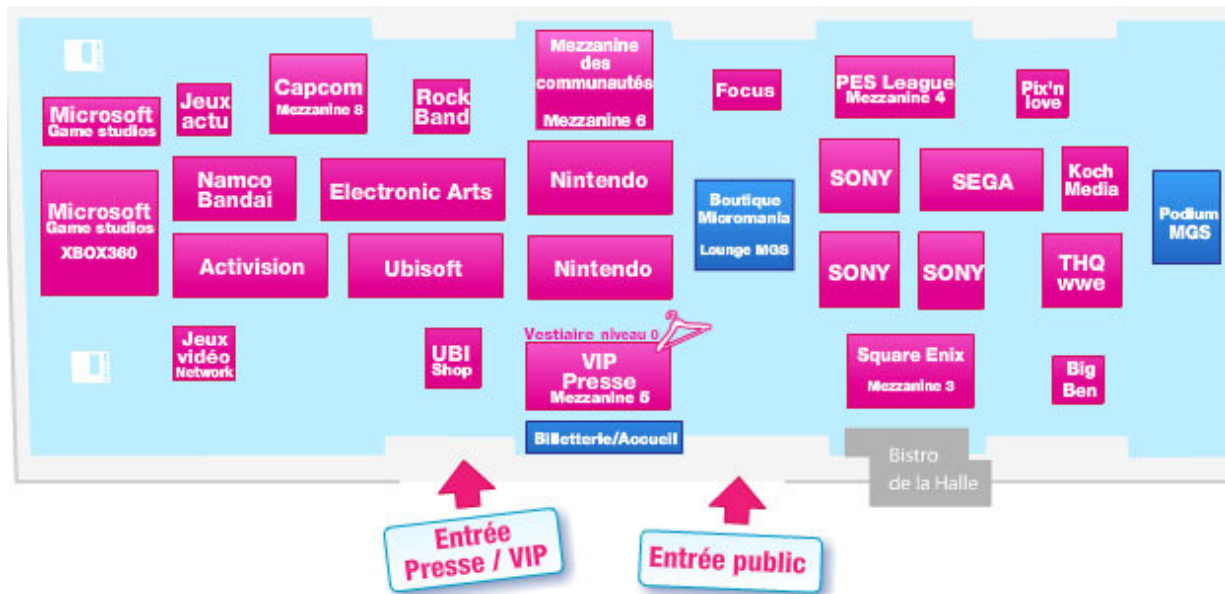 Microsoft
Game studios
Jeux
actu
Capcom
Mezzanine 8
Rock
Band
Mezzanine
des
communautés
Mezzanine 6
Focus
PES League
Mezzanine 4
Pix'n
love
Microsoft
Game studios
XBOX360
Namco
Bandai
Electronic Arts
Nintendo
Boutique
Micromania
Lounge MGS
SONY
SEGA
Koch
Media
Podium
MGS
Activision
Ubisoft
Nintendo
SONY
SONY
THQ
wwe
Jeux
vidéo
Network
UBI
Shop
Vestiaire niveau 0
VIP
Presse
Mezzanine 5
Square Enix
Mezzanine 3
Big
Ben
Billetterie/Accueil
Bistro
de la Halle
Entrée
Presse / VIP
Entrée public